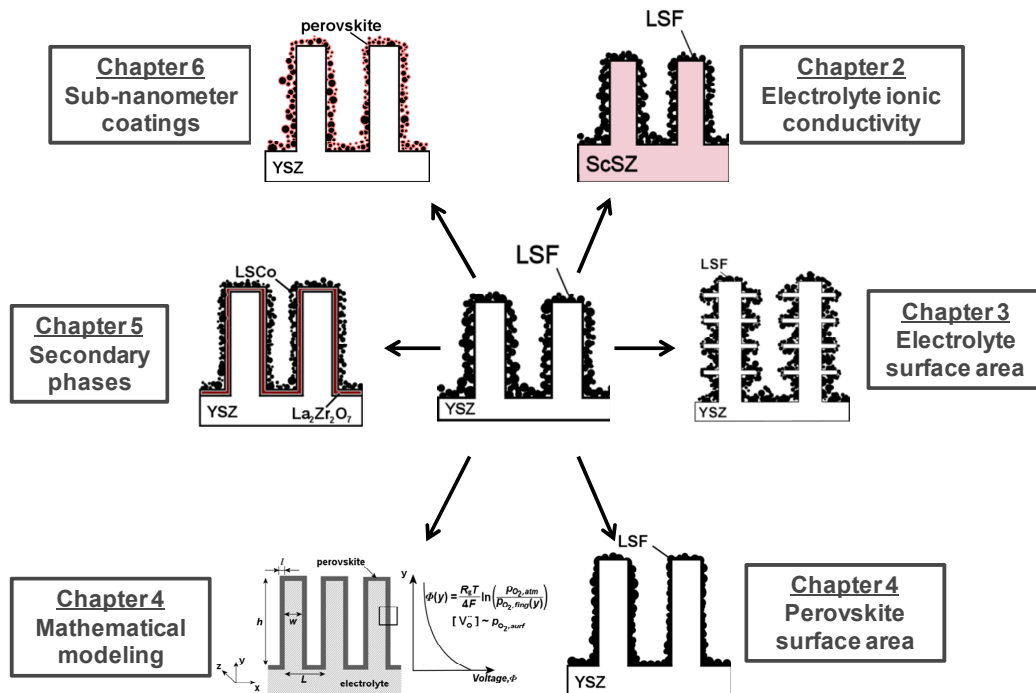 perovskite
LSF
Chapter 6
Sub-nanometer
coatings
YSZ
Chapter 2
Electrolyte ionic
conductivity
ScSZ
LSCo
LSF
LSF
Chapter 5
Secondary
phases
YSZ
La2Zr2O7
YSZ
Chapter 3
Electrolyte
surface area
YSZ
Chapter 4
Mathematical
modeling
perovskite
l
h
w
L
y
z
x
electrolyte
y
Φ(y) = RgT/4F ln(pO2,atm/pO2,fing(y))
[V··o] ~ pO2,surf
Voltage,Φ
LSF
YSZ
Chapter 4
Perovskite
surface area